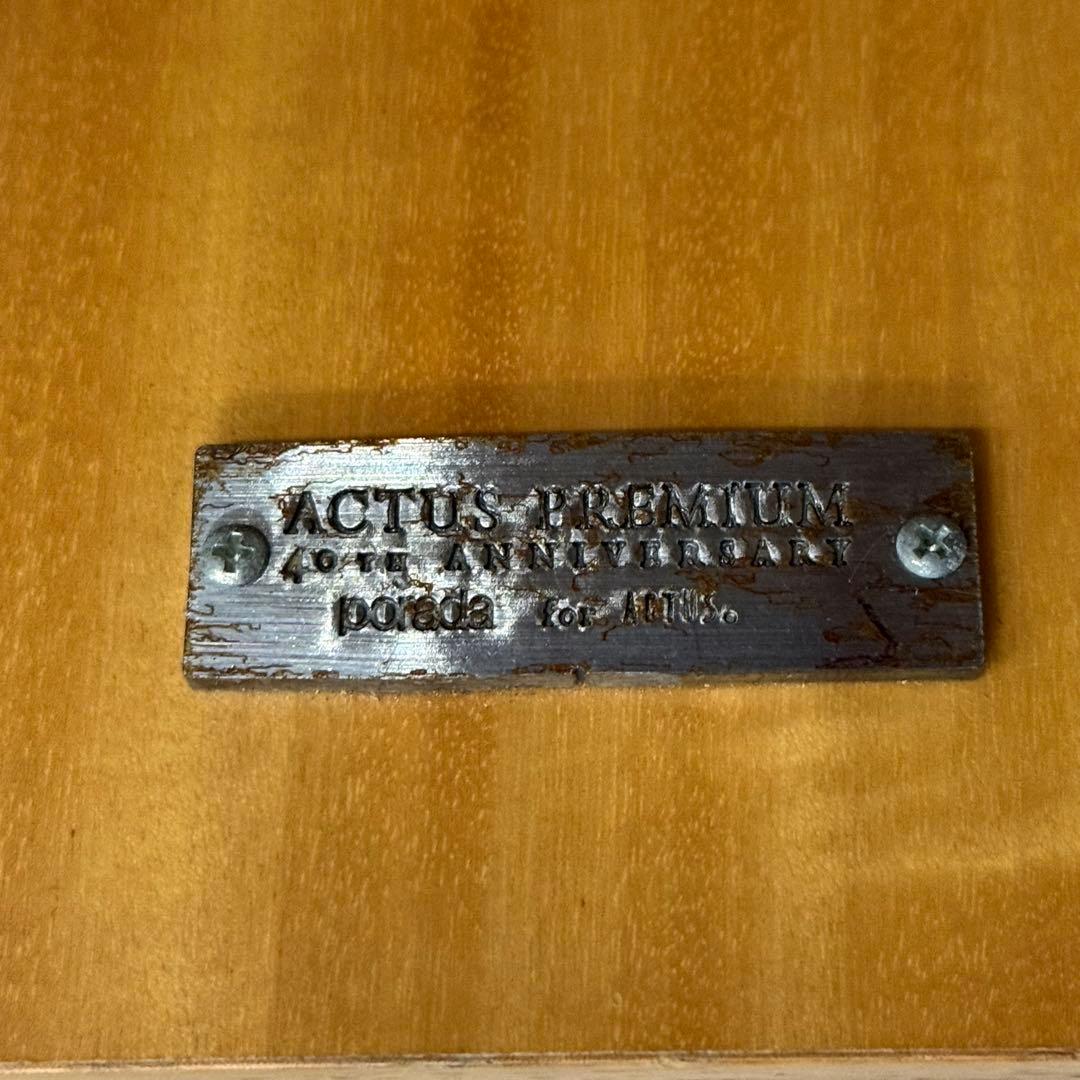 ACTUS PREMIUM
40TH ANNIVERSARY
porada for ACTUS.